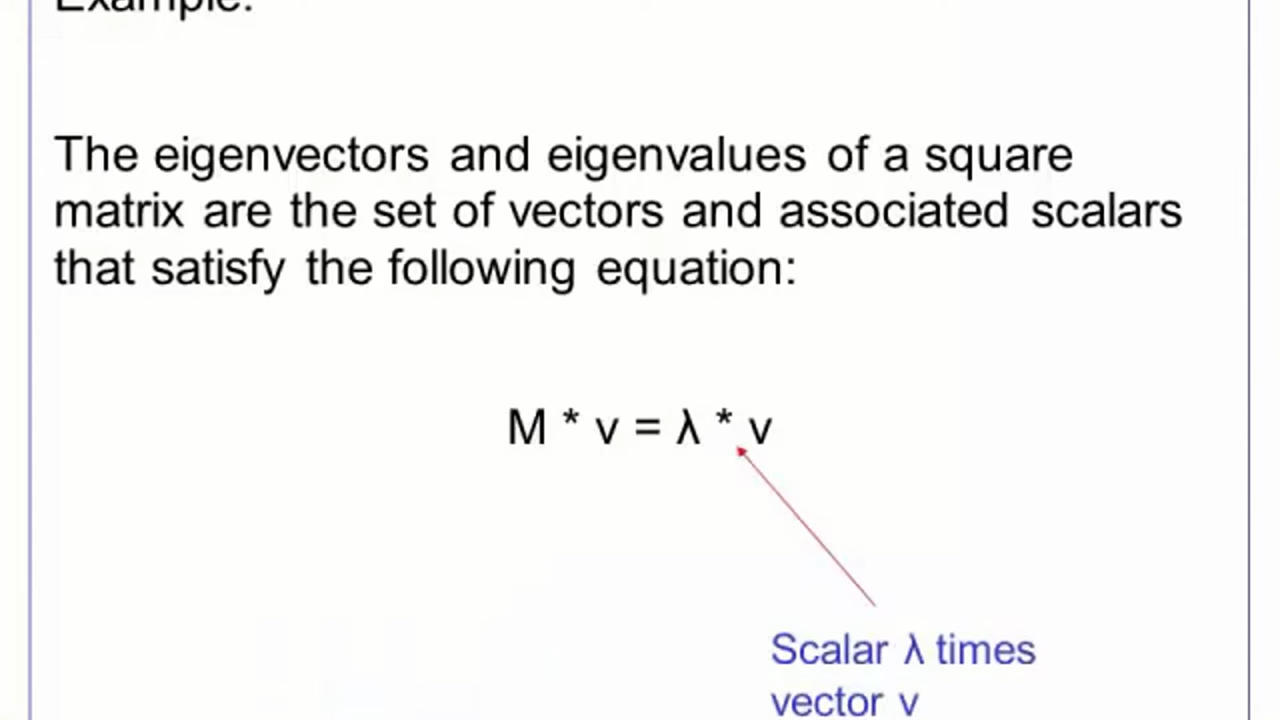 Example:
The eigenvectors and eigenvalues of a square
matrix are the set of vectors and associated scalars
that satisfy the following equation:
M * v = λ * v
Scalar λ times
vector v